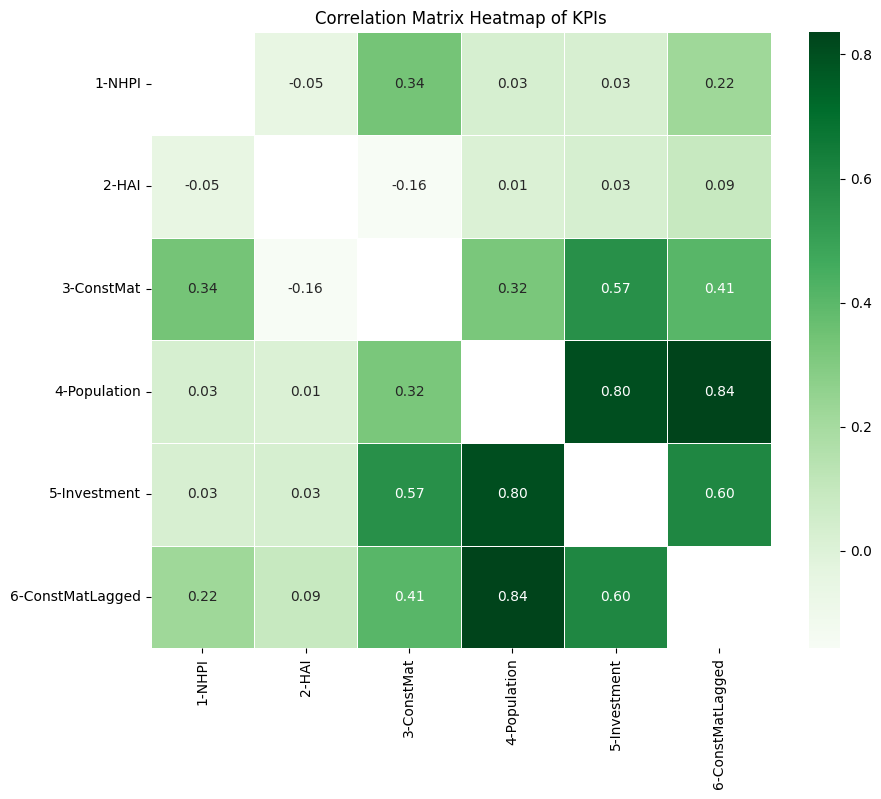 Correlation Matrix Heatmap of KPIs
1-NHPI -0.05 0.34 0.03 0.03 0.22
2-HAI -0.05 -0.16 0.01 0.03 0.09
3-ConstMat 0.34 -0.16 0.32 0.57 0.41
4-Population 0.03 0.01 0.32 0.80 0.84
5-Investment 0.03 0.03 0.57 0.80 0.60
6-ConstMatLagged 0.22 0.09 0.41 0.84 0.60
1-NHPI
2-HAI
3-ConstMat
4-Population
5-Investment
6-ConstMatLagged
0.8
0.6
0.4
0.2
0.0